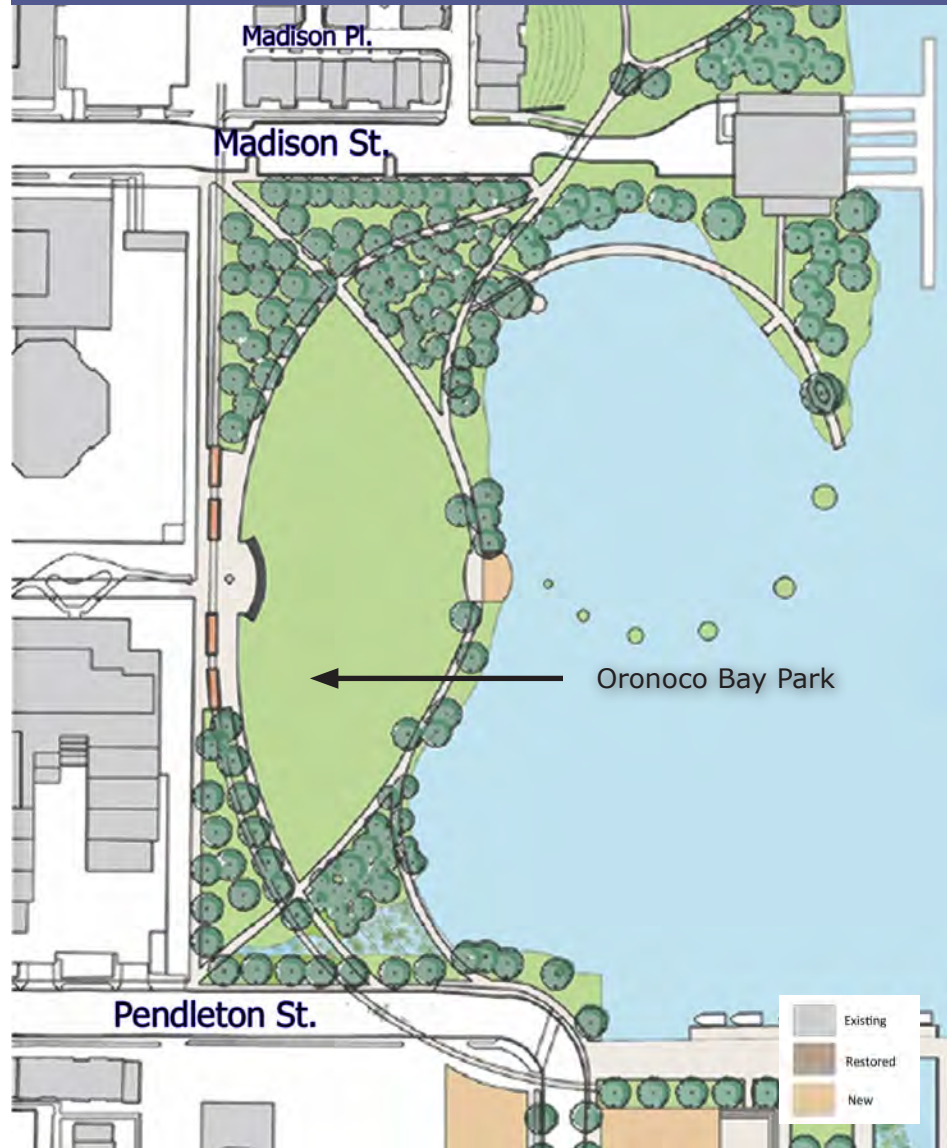 Madison Pl.
Madison St.
Oronoco Bay Park
Pendleton St.
Existing
Restored
New